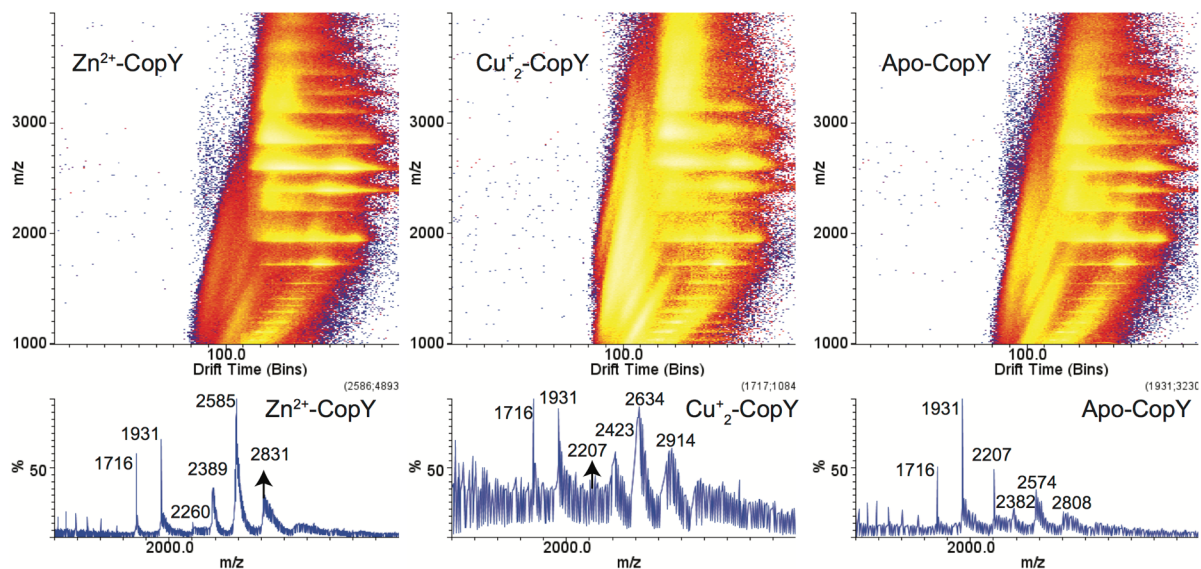 Zn²⁺-CopY
3000
2000
1000
m/z
100.0
Drift Time (Bins)
Cu⁺₂-CopY
3000
2000
1000
m/z
100.0
Drift Time (Bins)
Apo-CopY
3000
2000
1000
m/z
100.0
Drift Time (Bins)
(2586;4893
Zn²⁺-CopY
2585
1931
1716
2389
2831
2260
%
50
2000.0
m/z
(1717;1084
Cu⁺₂-CopY
1716
1931
2634
2423
2207
2914
%
50
2000.0
m/z
(1931;323
Apo-CopY
1931
1716
2207
2382
2574
2808
%
50
2000.0
m/z